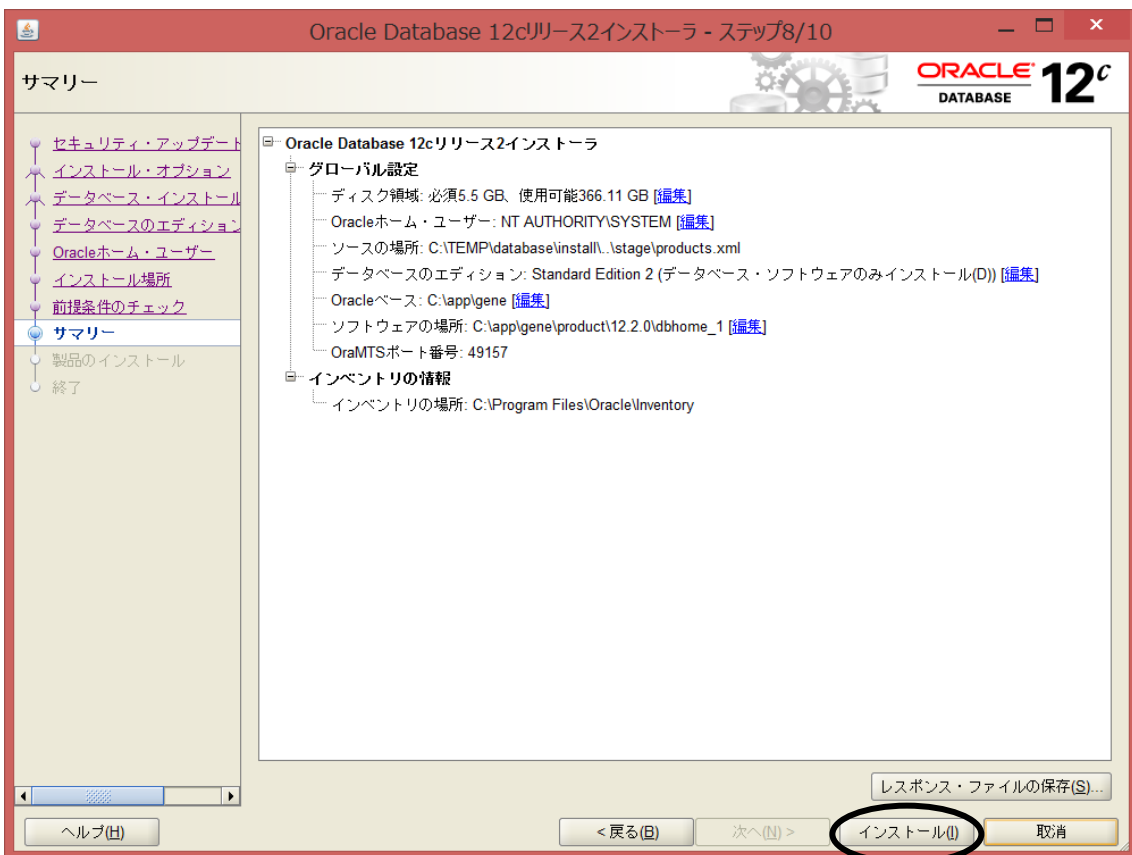 Oracle Database 12cリリース2インストーラ - ステップ8/10
サマリー
ORACLE
DATABASE
12c
セキュリティ・アップデート
インストール・オプション
データベース・インストール
データベースのエディション
Oracleホーム・ユーザー
インストール場所
前提条件のチェック
サマリー
製品のインストール
終了
Oracle Database 12cリリース2インストーラ
グローバル設定
ディスク領域: 必須5.5 GB、使用可能366.11 GB [編集]
Oracleホーム・ユーザー: NT AUTHORITY\SYSTEM [編集]
ソースの場所: C:\TEMP\database\install\..\stage\products.xml
データベースのエディション: Standard Edition 2 (データベース・ソフトウェアのみインストール(D)) [編集]
Oracleベース: C:\app\gene [編集]
ソフトウェアの場所: C:\app\gene\product\12.2.0\dbhome_1 [編集]
OraMTSポート番号: 49157
インベントリの情報
インベントリの場所: C:\Program Files\Oracle\Inventory
レスポンス・ファイルの保存(S)...
ヘルプ(H)
< 戻る(B)
次へ(N) >
インストール(I)
取消